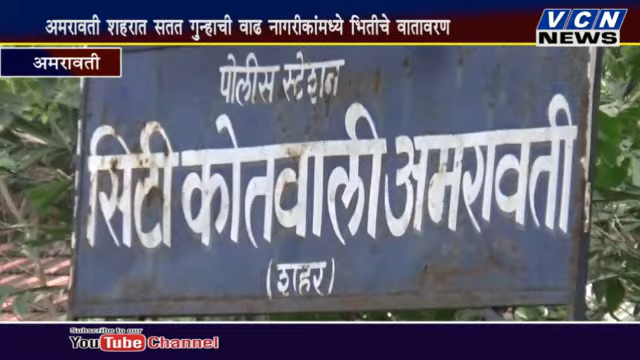 अमरावती शहरात सतत गुन्हाची वाढ नागरीकांमध्ये भितीचे वातावरण
VCN
NEWS
अमरावती
पोलीस स्टेशन
सिटी कोतवाली अमरावती
(शहर)
Subscribe to our
YouTube Channel